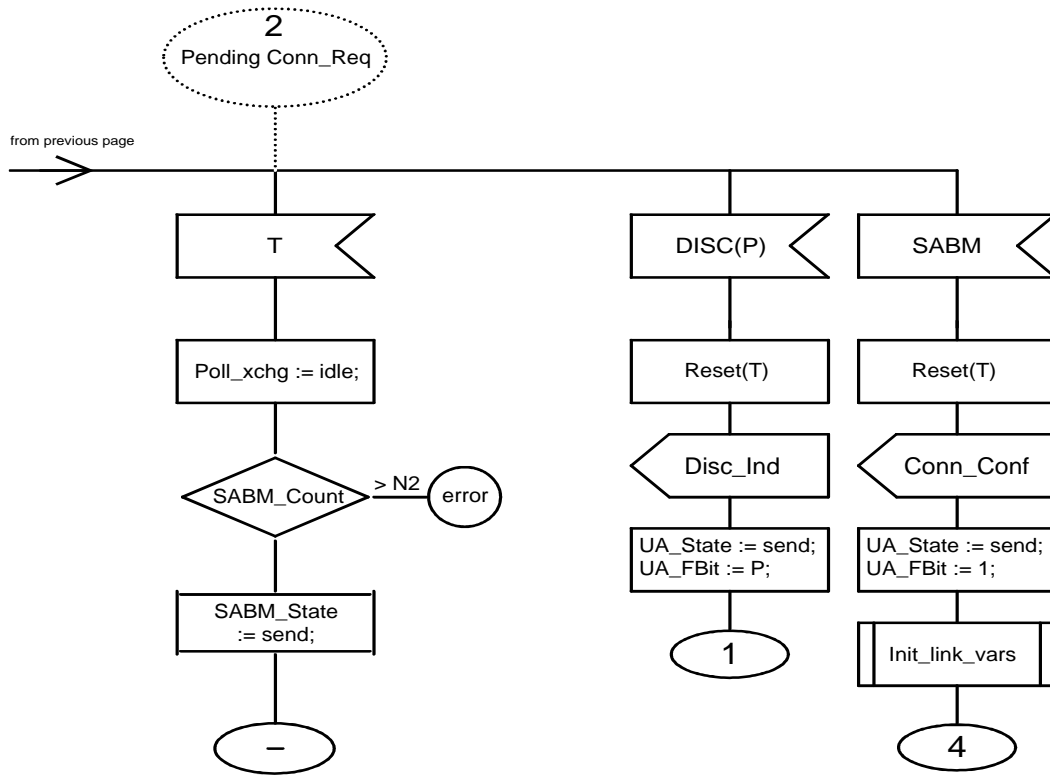 2
Pending Conn_Req
from previous page
T
DISC(P)
SABM
Poll_xchg := idle;
Reset(T)
Reset(T)
SABM_Count
> N2
error
Disc_Ind
Conn_Conf
UA_State := send;
UA_FBit := P;
UA_State := send;
UA_FBit := 1;
SABM_State
:= send;
1
Init_link_vars
–
4